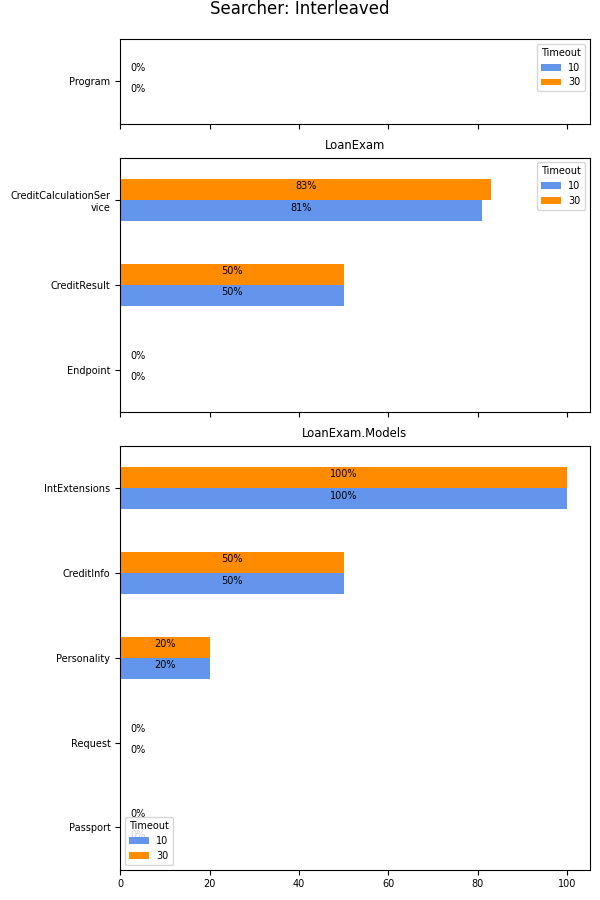 Searcher: Interleaved
Program
0%
0%
Timeout
10
30
LoanExam
CreditCalculationSer
vice
83%
81%
Timeout
10
30
CreditResult
50%
50%
Endpoint
0%
0%
LoanExam.Models
IntExtensions
100%
100%
CreditInfo
50%
50%
Personality
20%
20%
Request
0%
0%
Passport
0%
0%
Timeout
10
30
0 20 40 60 80 100